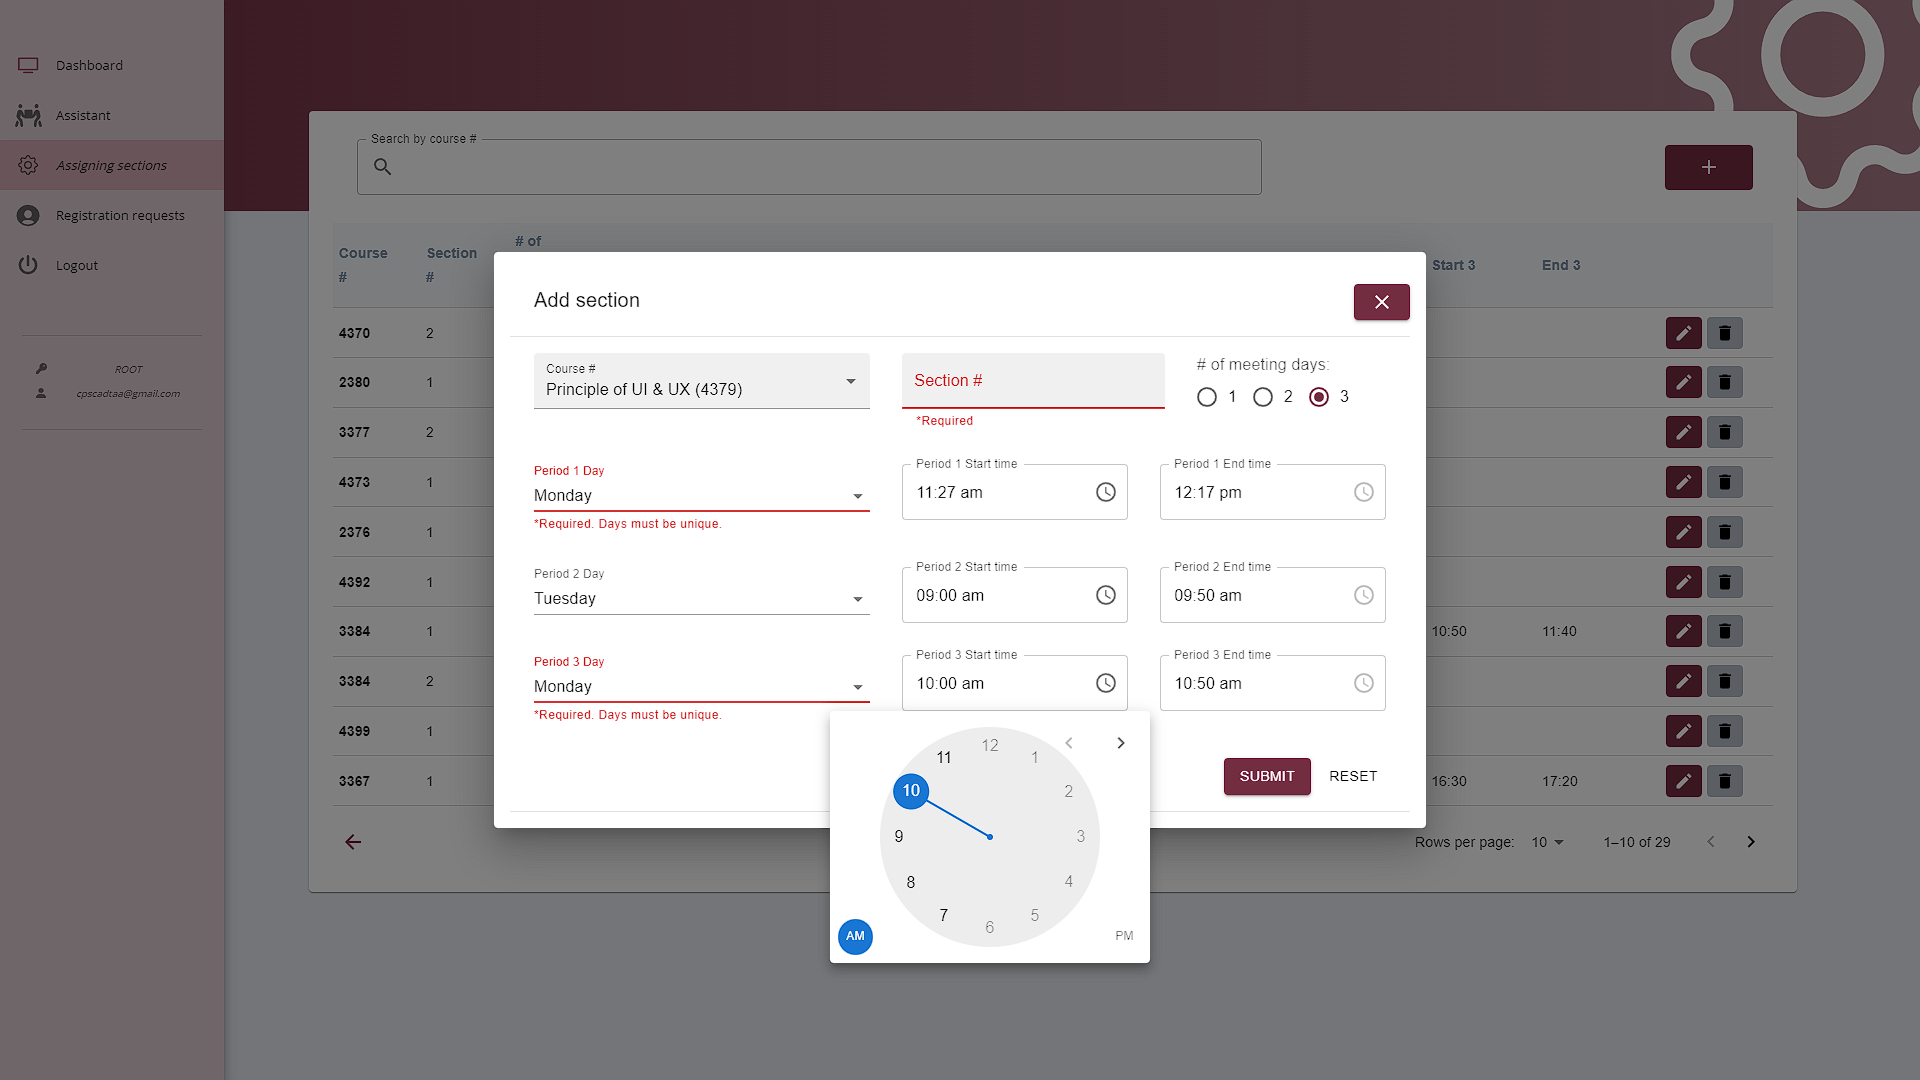 Dashboard
Assistant
Assigning sections
Registration requests
Logout
ROOT
cpscadtaa@gmail.com
Search by course #
Course #
Section #
# of
Start 3
End 3
4370 2
2380 1
3377 2
4373 1
2376 1
4392 1
3384 1 10:50 11:40
3384 2
4399 1
3367 1 16:30 17:20
Rows per page: 10 1–10 of 29
Add section
Course #
Principle of UI & UX (4379)
Section #
*Required
# of meeting days:
1 2 3
Period 1 Day
Monday
*Required. Days must be unique.
Period 1 Start time
11:27 am
Period 1 End time
12:17 pm
Period 2 Day
Tuesday
Period 2 Start time
09:00 am
Period 2 End time
09:50 am
Period 3 Day
Monday
*Required. Days must be unique.
Period 3 Start time
10:00 am
Period 3 End time
10:50 am
SUBMIT RESET
12
11 1
10 2
9 3
8 4
7 5
6
AM PM